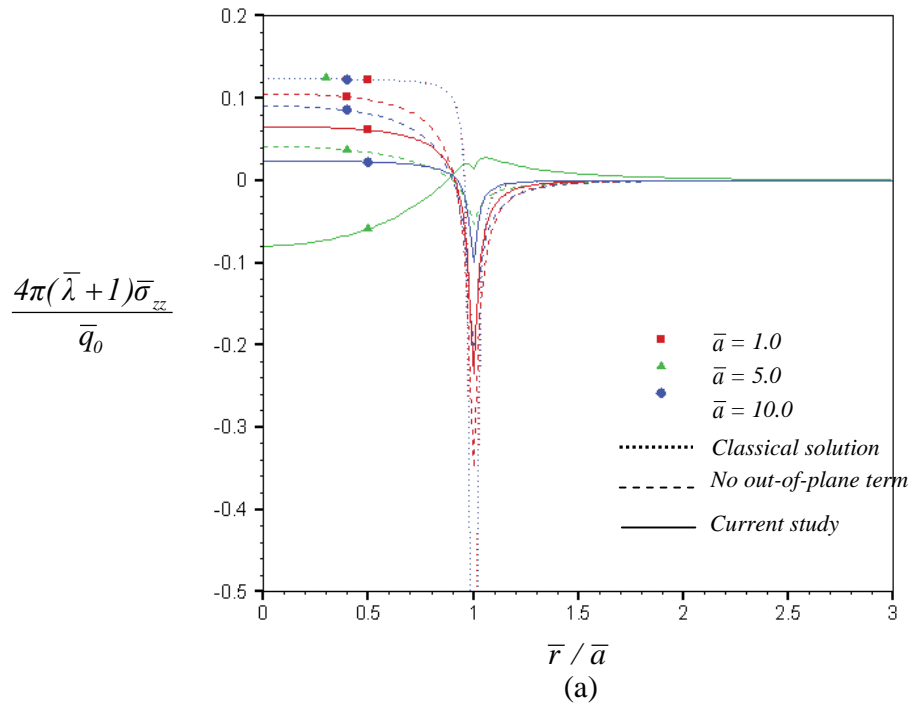 0.2
0.1
0
-0.1
-0.2
-0.3
-0.4
-0.5
4π(λ̄+1)σ̄zz
q̄0
ā = 1.0
ā = 5.0
ā = 10.0
Classical solution
No out-of-plane term
Current study
0 0.5 1 1.5 2 2.5 3
r̄ / ā
(a)